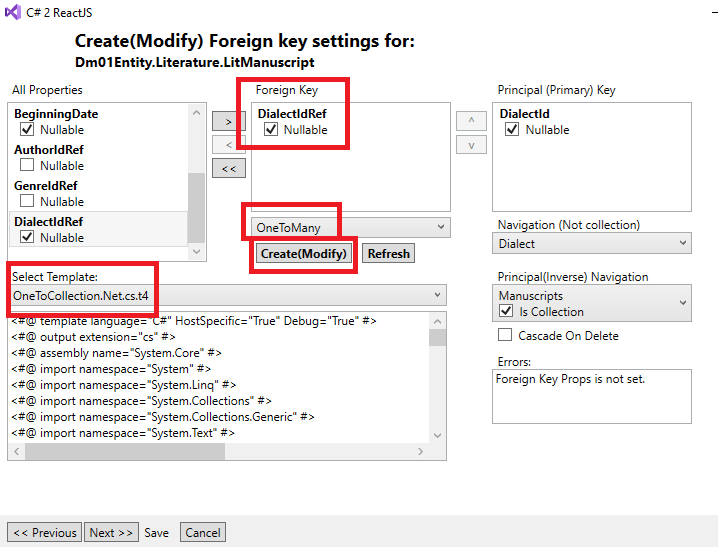 C# 2 ReactJS
Create(Modify) Foreign key settings for:
Dm01Entity.Literature.LitManuscript
All Properties
BeginningDate
Nullable
AuthorIdRef
Nullable
GenreIdRef
Nullable
DialectIdRef
Nullable
>
<
<<
Foreign Key
DialectIdRef
Nullable
OneToMany
Create(Modify) Refresh
^
v
Principal (Primary) Key
DialectId
Nullable
Navigation (Not collection)
Dialect
Select Template:
OneToCollection.Net.cs.t4
<#@ template language="C#" HostSpecific="True" Debug="True" #>
<#@ output extension="cs" #>
<#@ assembly name="System.Core" #>
<#@ import namespace="System" #>
<#@ import namespace="System.Linq" #>
<#@ import namespace="System.Collections" #>
<#@ import namespace="System.Collections.Generic" #>
<#@ import namespace="System.Text" #>
Principal(Inverse) Navigation
Manuscripts
Is Collection
Cascade On Delete
Errors:
Foreign Key Props is not set.
<< Previous Next >> Save Cancel